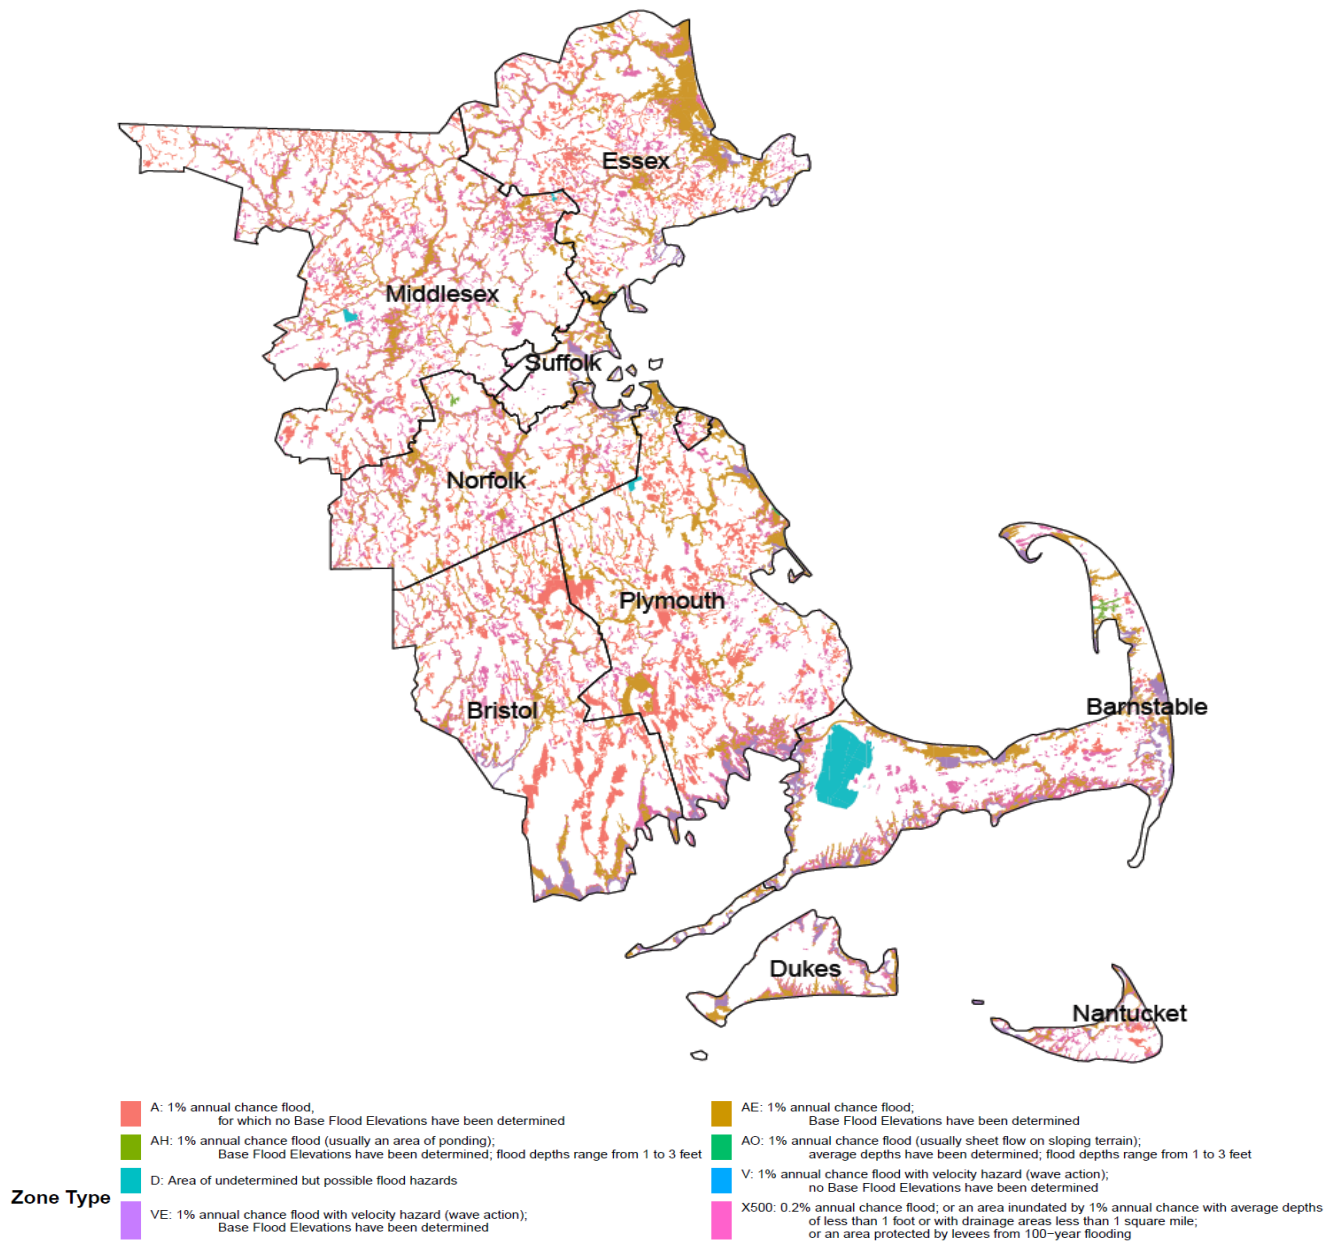 Essex
Middlesex
Suffolk
Norfolk
Plymouth
Bristol
Barnstable
Dukes
Nantucket
Zone Type
A: 1% annual chance flood,
for which no Base Flood Elevations have been determined
AH: 1% annual chance flood (usually an area of ponding);
Base Flood Elevations have been determined; flood depths range from 1 to 3 feet
D: Area of undetermined but possible flood hazards
VE: 1% annual chance flood with velocity hazard (wave action);
Base Flood Elevations have been determined
AE: 1% annual chance flood;
Base Flood Elevations have been determined
AO: 1% annual chance flood (usually sheet flow on sloping terrain);
average depths have been determined; flood depths range from 1 to 3 feet
V: 1% annual chance flood with velocity hazard (wave action);
no Base Flood Elevations have been determined
X500: 0.2% annual chance flood; or an area inundated by 1% annual chance with average depths
of less than 1 foot or with drainage areas less than 1 square mile;
or an area protected by levees from 100−year flooding